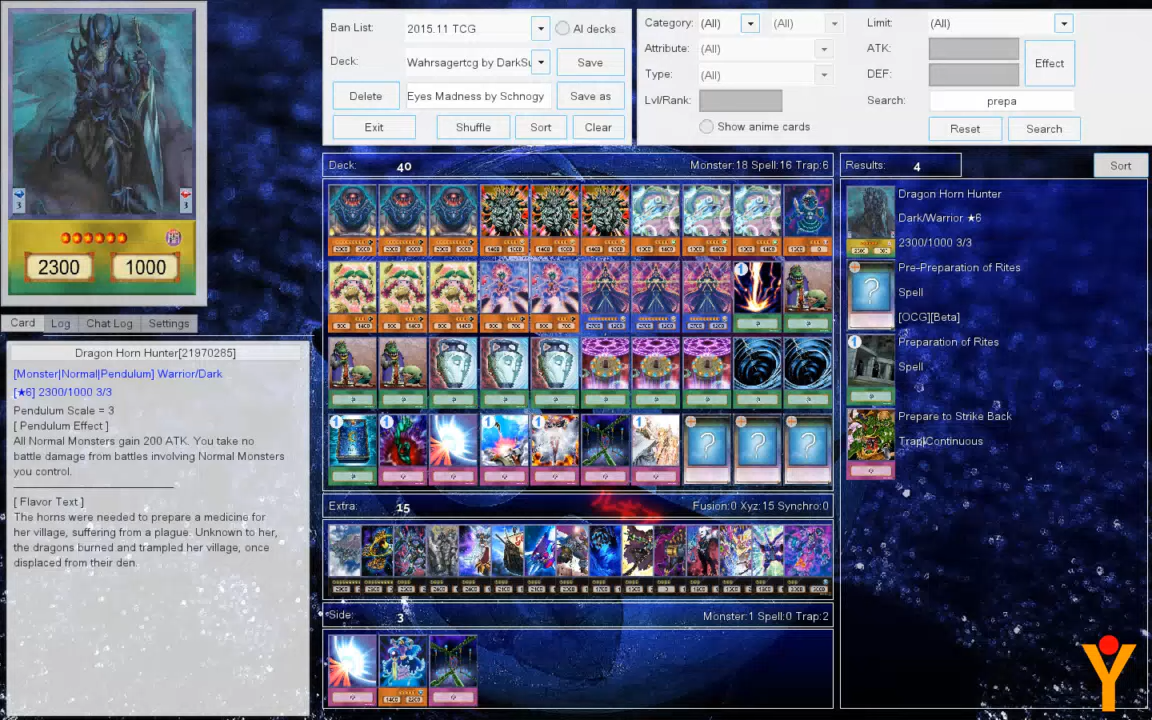 3
3
2300
1000
Card
Log
Chat Log
Settings
Dragon Horn Hunter[21970285]
[Monster|Normal|Pendulum] Warrior/Dark
[★6] 2300/1000 3/3
Pendulum Scale = 3
[ Pendulum Effect ]
All Normal Monsters gain 200 ATK. You take no
battle damage from battles involving Normal Monsters
you control.
[ Flavor Text ]
The horns were needed to prepare a medicine for
her village, suffering from a plague. Unknown to her,
the dragons burned and trampled her village, once
displaced from their den.
Ban List:
2015.11 TCG
AI decks
Deck:
Wahrsagertcg by DarkSu
Save
Delete
Eyes Madness by Schnogy
Save as
Exit
Shuffle
Sort
Clear
Category:
(All)
(All)
Limit:
(All)
Attribute:
(All)
ATK:
Effect
Type:
(All)
DEF:
Lvl/Rank:
Search:
prepa
Show anime cards
Reset
Search
Deck:
40
Monster:18 Spell:16 Trap:6
Results:
4
Sort
Dragon Horn Hunter
Dark/Warrior ★6
2300/1000 3/3
Pre-Preparation of Rites
Spell
[OCG][Beta]
Preparation of Rites
Spell
Prepare to Strike Back
Trap|Continuous
Extra:
15
Fusion:0 Xyz:15 Synchro:0
Side:
3
Monster:1 Spell:0 Trap:2
Y